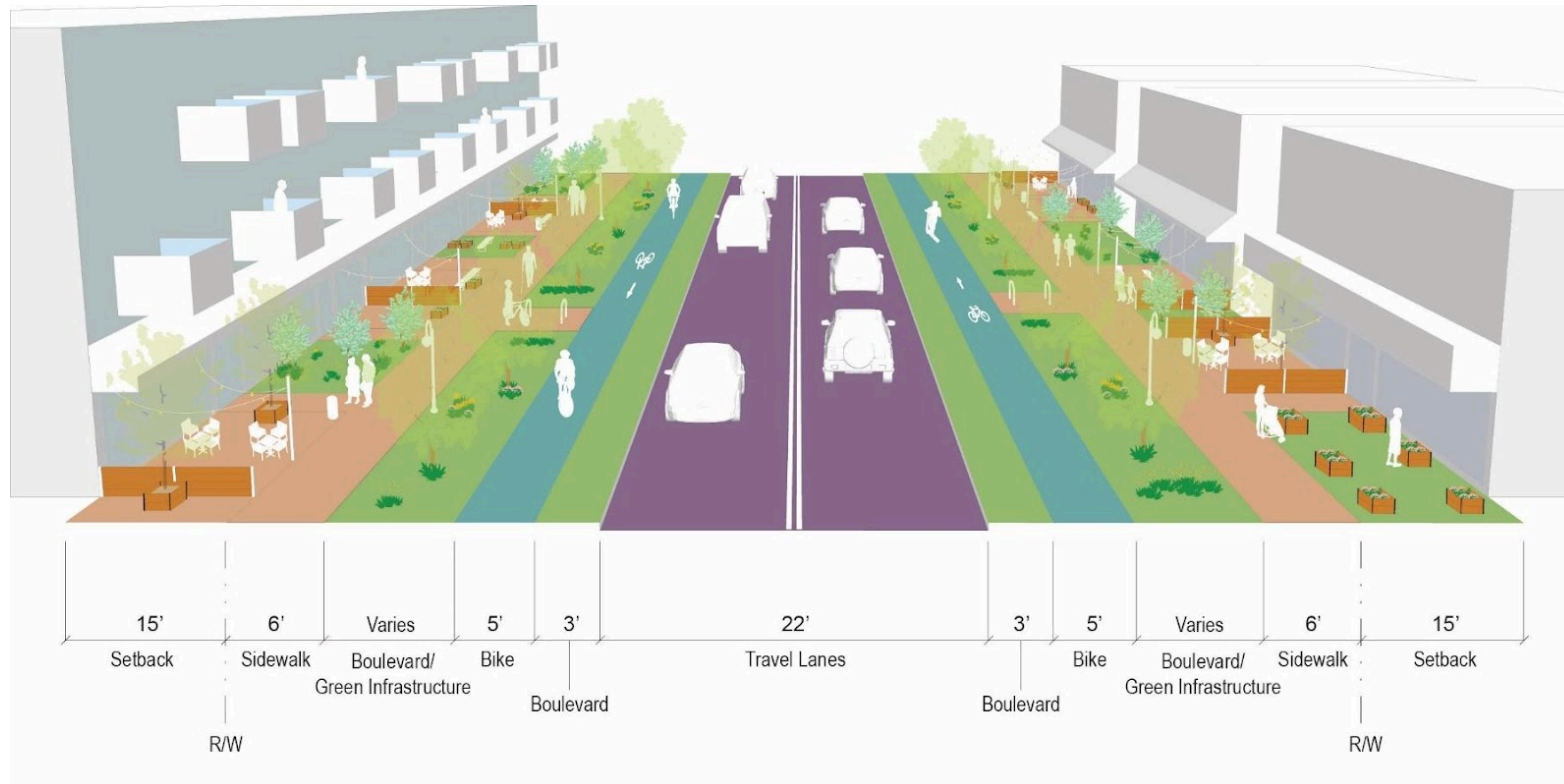 15’ 6’ Varies 5’ 3’ 22’ 3’ 5’ Varies 6’ 15’
Setback Sidewalk Boulevard/ Bike Travel Lanes Bike Boulevard/ Sidewalk Setback
Green Infrastructure Green Infrastructure
Boulevard Boulevard
R/W R/W